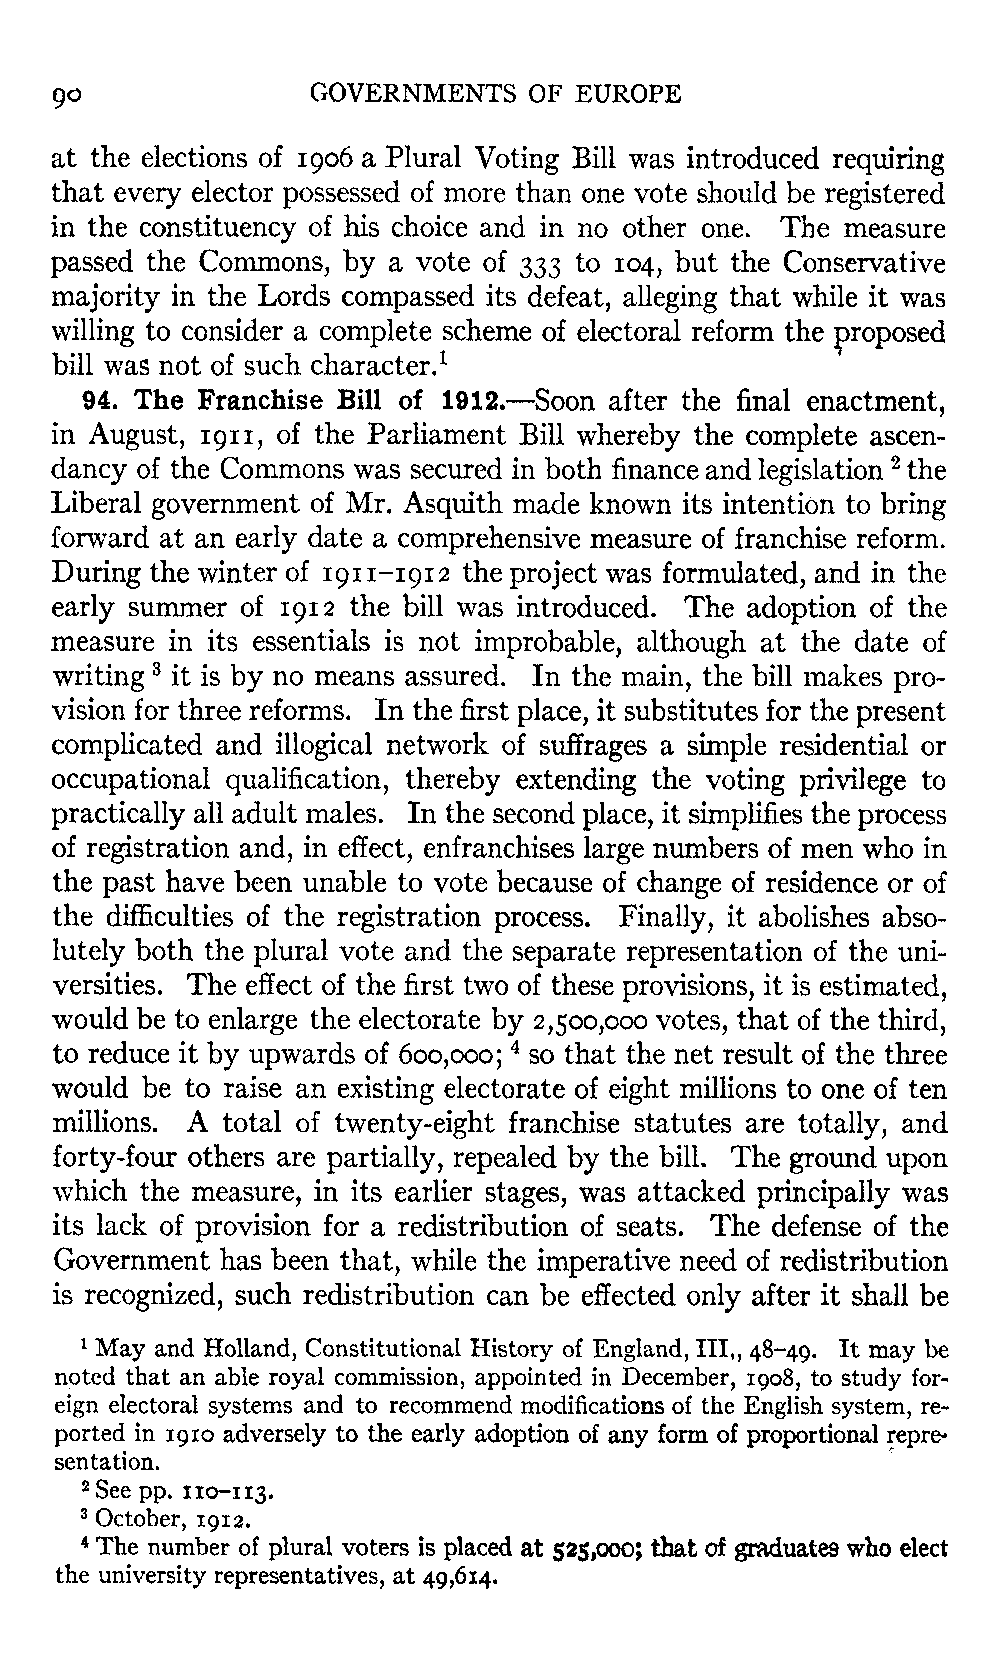 90 GOVERNMENTS OF EUROPE
at the elections of 1906 a Plural Voting Bill was introduced requiring
that every elector possessed of more than one vote should be registered
in the constituency of his choice and in no other one. The measure
passed the Commons, by a vote of 333 to 104, but the Conservative
majority in the Lords compassed its defeat, alleging that while it was
willing to consider a complete scheme of electoral reform the proposed
bill was not of such character.¹
94. The Franchise Bill of 1912.—Soon after the final enactment,
in August, 1911, of the Parliament Bill whereby the complete ascen-
dancy of the Commons was secured in both finance and legislation ² the
Liberal government of Mr. Asquith made known its intention to bring
forward at an early date a comprehensive measure of franchise reform.
During the winter of 1911–1912 the project was formulated, and in the
early summer of 1912 the bill was introduced. The adoption of the
measure in its essentials is not improbable, although at the date of
writing ³ it is by no means assured. In the main, the bill makes pro-
vision for three reforms. In the first place, it substitutes for the present
complicated and illogical network of suffrages a simple residential or
occupational qualification, thereby extending the voting privilege to
practically all adult males. In the second place, it simplifies the process
of registration and, in effect, enfranchises large numbers of men who in
the past have been unable to vote because of change of residence or of
the difficulties of the registration process. Finally, it abolishes abso-
lutely both the plural vote and the separate representation of the uni-
versities. The effect of the first two of these provisions, it is estimated,
would be to enlarge the electorate by 2,500,000 votes, that of the third,
to reduce it by upwards of 600,000; ⁴ so that the net result of the three
would be to raise an existing electorate of eight millions to one of ten
millions. A total of twenty-eight franchise statutes are totally, and
forty-four others are partially, repealed by the bill. The ground upon
which the measure, in its earlier stages, was attacked principally was
its lack of provision for a redistribution of seats. The defense of the
Government has been that, while the imperative need of redistribution
is recognized, such redistribution can be effected only after it shall be
¹ May and Holland, Constitutional History of England, III., 48–49. It may be
noted that an able royal commission, appointed in December, 1908, to study for-
eign electoral systems and to recommend modifications of the English system, re-
ported in 1910 adversely to the early adoption of any form of proportional repre-
sentation.
² See pp. 110–113.
³ October, 1912.
⁴ The number of plural voters is placed at 525,000; that of graduates who elect
the university representatives, at 49,614.